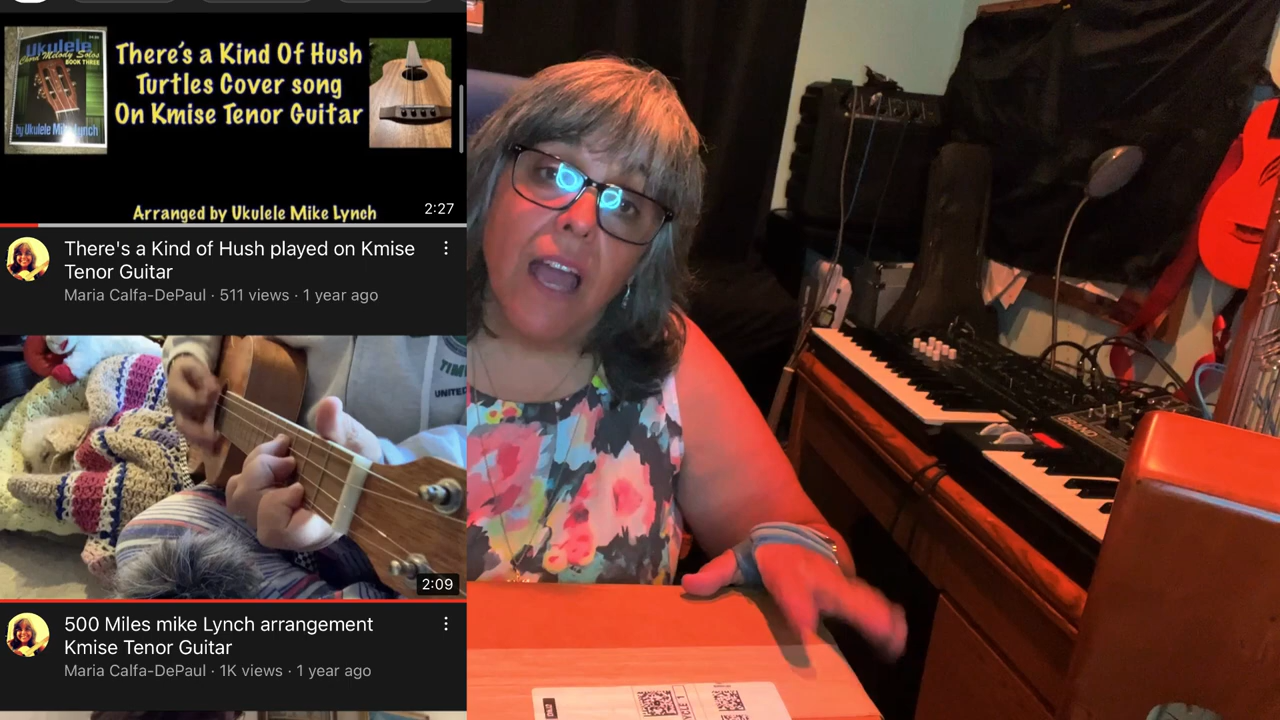 Ukulele
Chord Melody Solos
BOOK THREE
by Ukulele Mike Lynch
There's a Kind Of Hush
Turtles Cover song
On Kmise Tenor Guitar
Arranged by Ukulele Mike Lynch
2:27
There's a Kind of Hush played on Kmise
Tenor Guitar
Maria Calfa-DePaul · 511 views · 1 year ago
UNITED
2:09
500 Miles mike Lynch arrangement
Kmise Tenor Guitar
Maria Calfa-DePaul · 1K views · 1 year ago